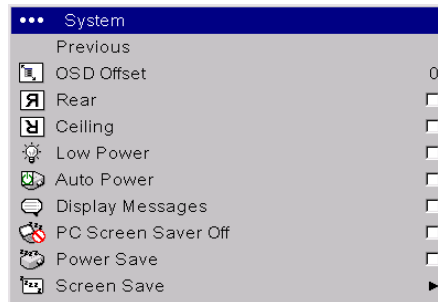 System
Previous
OSD Offset 0
Rear
Ceiling
Low Power
Auto Power
Display Messages
PC Screen Saver Off
Power Save
Screen Save